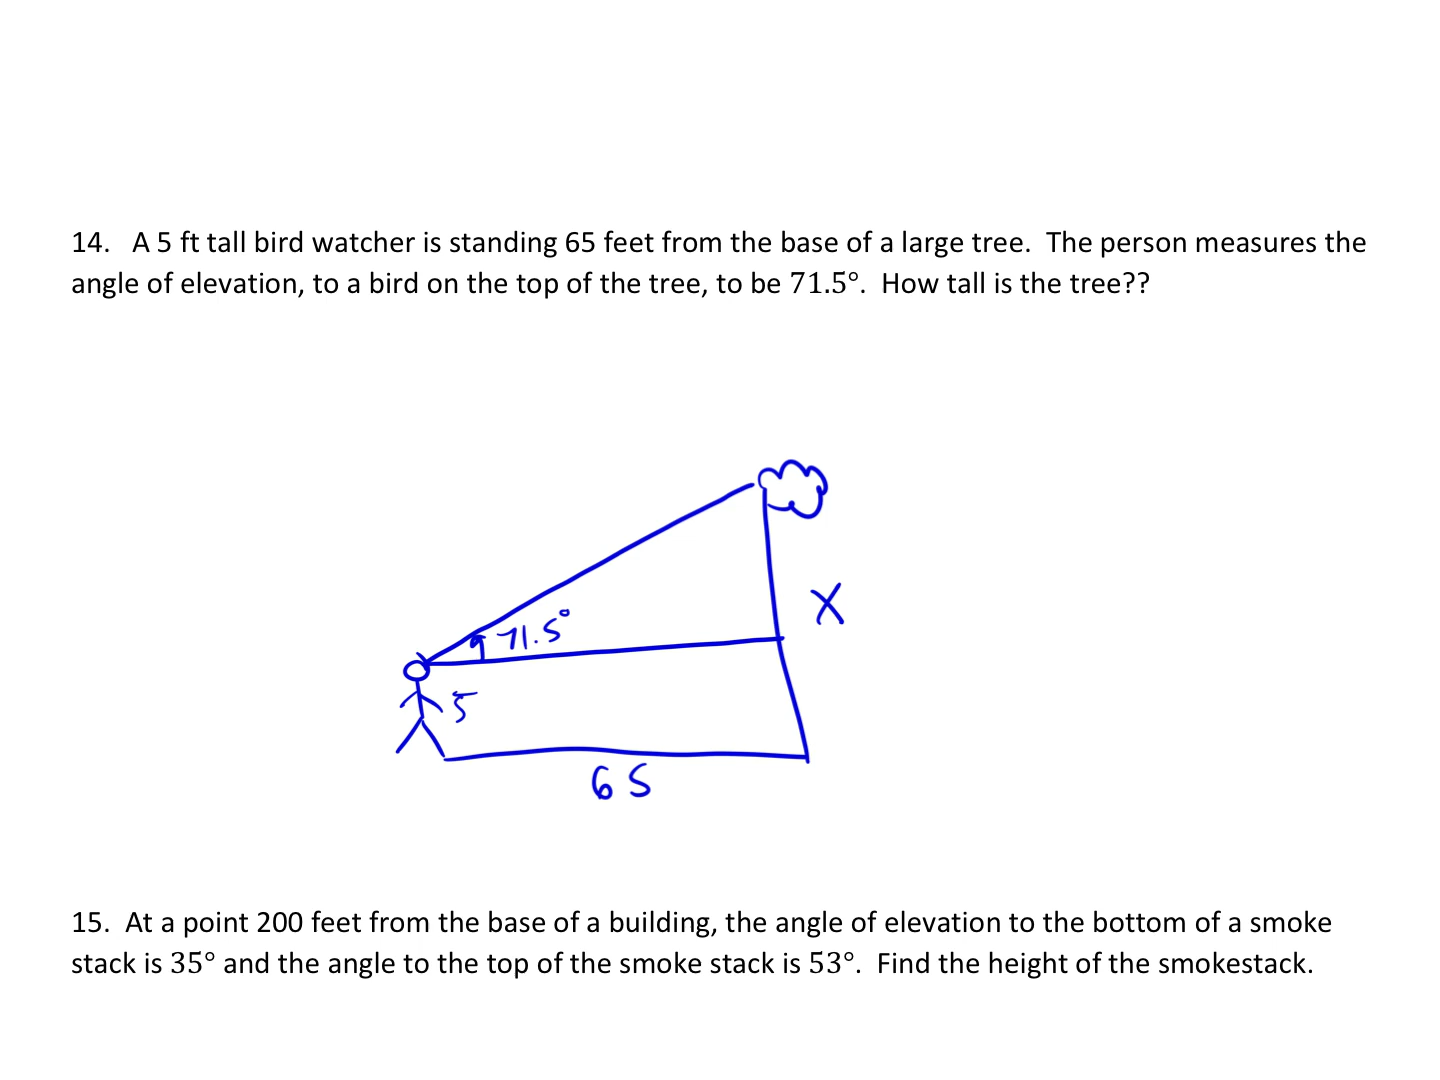 14.   A 5 ft tall bird watcher is standing 65 feet from the base of a large tree.  The person measures the
angle of elevation, to a bird on the top of the tree, to be 71.5°.  How tall is the tree??
X
71.5°
5
65
15.  At a point 200 feet from the base of a building, the angle of elevation to the bottom of a smoke
stack is 35° and the angle to the top of the smoke stack is 53°.  Find the height of the smokestack.